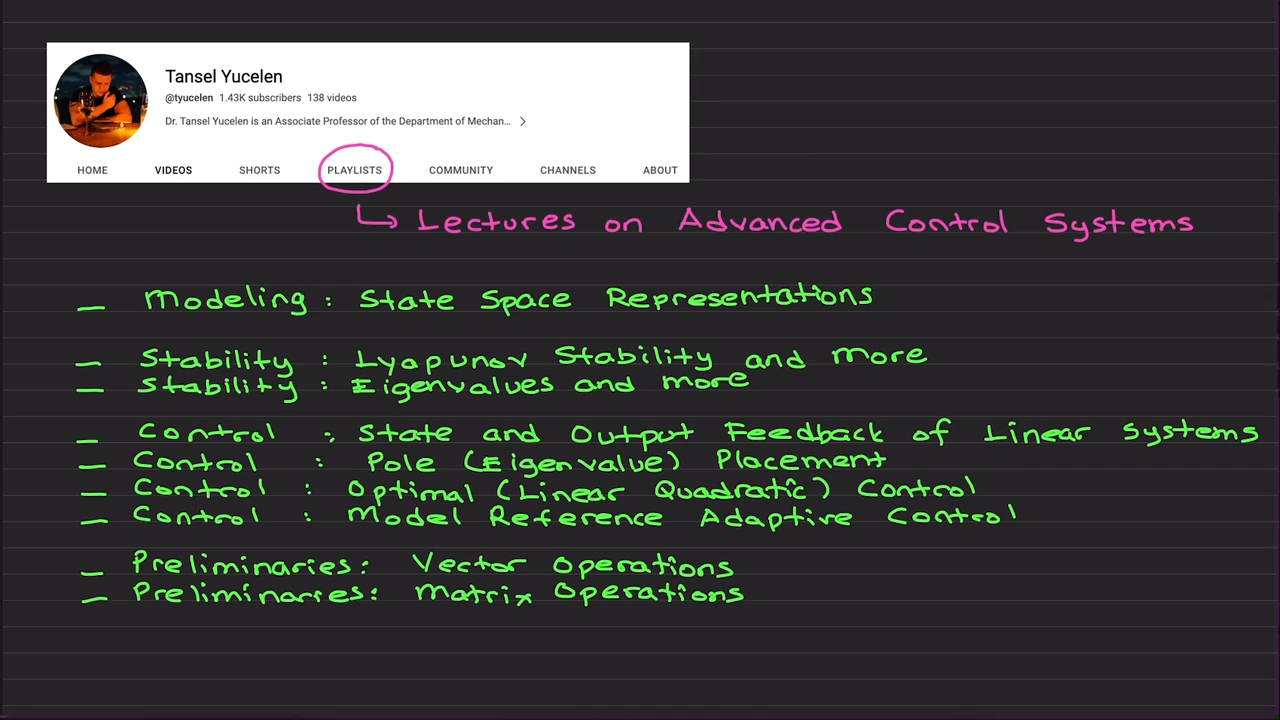 Tansel Yucelen
@tyucelen 1.43K subscribers 138 videos
Dr. Tansel Yucelen is an Associate Professor of the Department of Mechan...
HOME VIDEOS SHORTS PLAYLISTS COMMUNITY CHANNELS ABOUT
Lectures on Advanced Control Systems
– Modeling: State Space Representations
– Stability: Lyapunov Stability and more
– Stability: Eigenvalues and more
– Control: State and Output Feedback of Linear Systems
– Control: Pole (Eigenvalue) Placement
– Control: Optimal (Linear Quadratic) Control
– Control: Model Reference Adaptive Control
– Preliminaries: Vector Operations
– Preliminaries: Matrix Operations